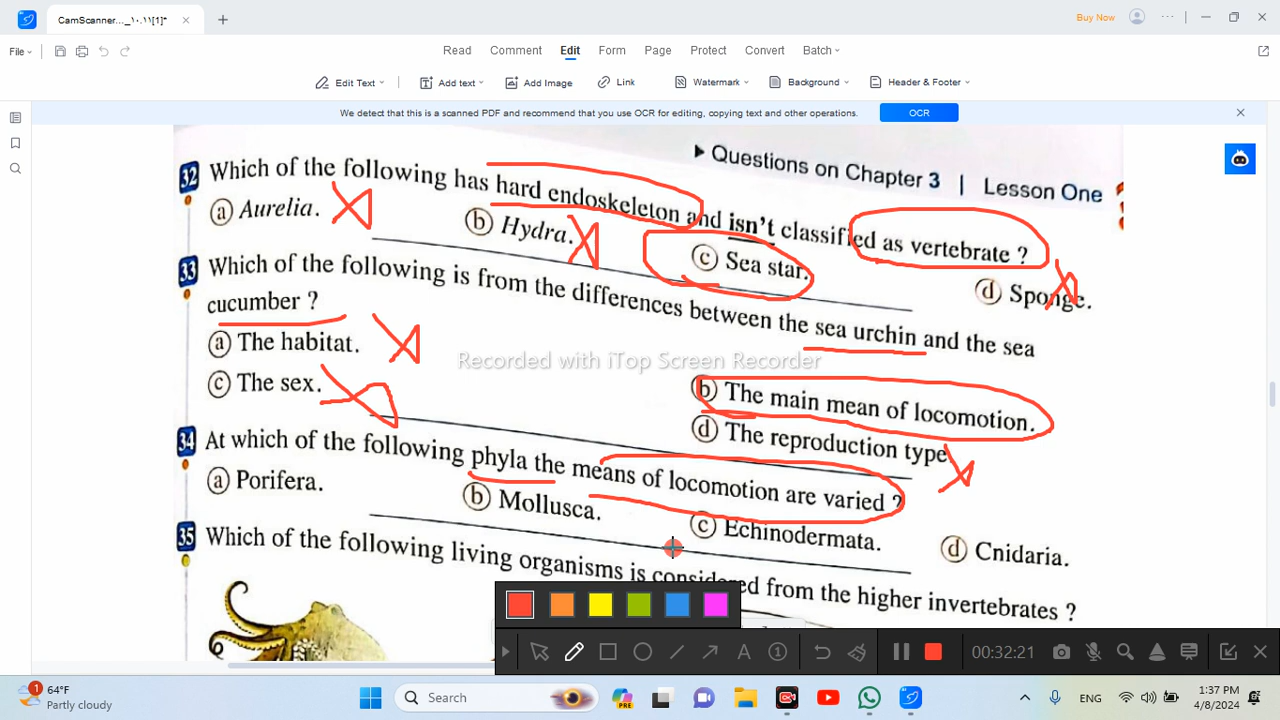 CamScanner..._
Buy Now
File
Read Comment Edit Form Page Protect Convert Batch
Edit Text Add text Add Image Link Watermark Background Header & Footer
We detect that this is a scanned PDF and recommend that you use OCR for editing, copying text and other operations. OCR
▶ Questions on Chapter 3 | Lesson One
32 Which of the following has hard endoskeleton and isn't classified as vertebrate ?
a Aurelia. b Hydra. c Sea star. d Sponge.
33 Which of the following is from the differences between the sea urchin and the sea
cucumber ?
a The habitat. b The main mean of locomotion.
c The sex. d The reproduction type.
34 At which of the following phyla the means of locomotion are varied ?
a Porifera. b Mollusca. c Echinodermata. d Cnidaria.
35 Which of the following living organisms is considered from the higher invertebrates ?
Recorded with iTop Screen Recorder
00:32:21
1
64°F
Partly cloudy
Search
PRE
ENG
1:37 PM
4/8/2024